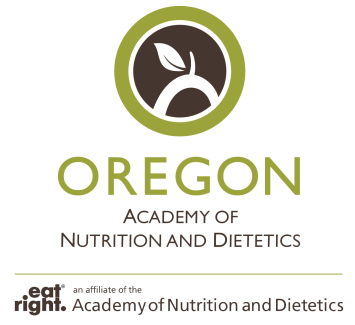 OREGON
ACADEMY OF
NUTRITION AND DIETETICS
eat® an affiliate of the
right. Academy of Nutrition and Dietetics